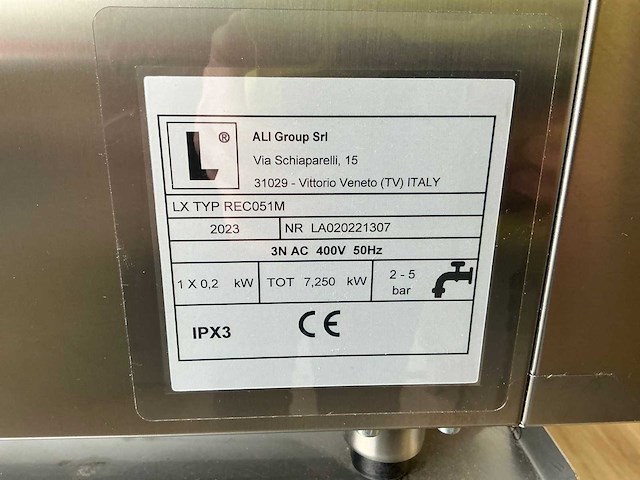 L®
ALI Group Srl
Via Schiaparelli, 15
31029 - Vittorio Veneto (TV) ITALY
LX TYP REC051M
2023 NR LA020221307
3N AC 400V 50Hz
1 X 0,2 kW TOT 7,250 kW 2 - 5
bar
IPX3 CE